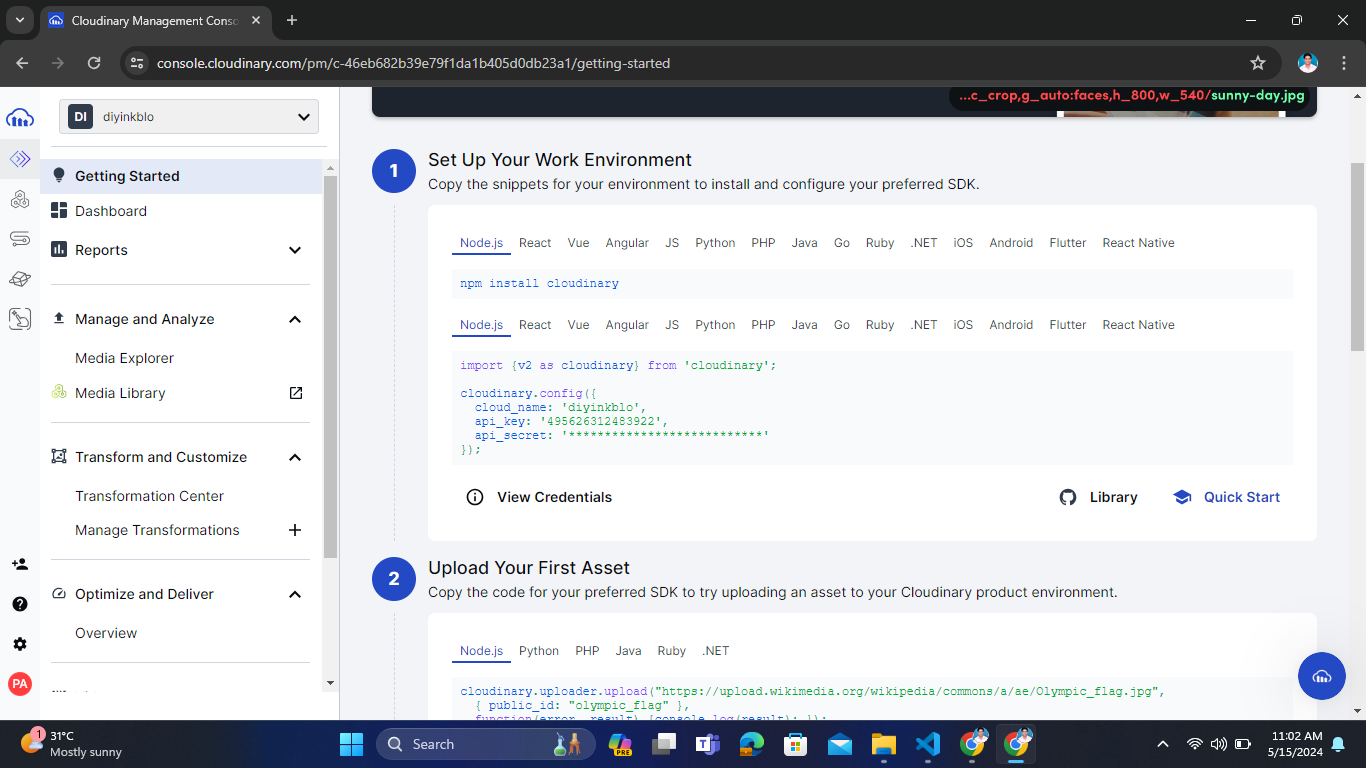 Cloudinary Management Conso
console.cloudinary.com/pm/c-46eb682b39e79f1da1b405d0db23a1/getting-started
DI diyinkblo
Getting Started
Dashboard
Reports
Manage and Analyze
Media Explorer
Media Library
Transform and Customize
Transformation Center
Manage Transformations
Optimize and Deliver
Overview
PA
...c_crop,g_auto:faces,h_800,w_540/sunny-day.jpg
1 Set Up Your Work Environment
Copy the snippets for your environment to install and configure your preferred SDK.
Node.js React Vue Angular JS Python PHP Java Go Ruby .NET iOS Android Flutter React Native
npm install cloudinary
Node.js React Vue Angular JS Python PHP Java Go Ruby .NET iOS Android Flutter React Native
import {v2 as cloudinary} from 'cloudinary';
cloudinary.config({
cloud_name: 'diyinkblo',
api_key: '495626312483922',
api_secret: '***************************'
});
View Credentials Library Quick Start
2 Upload Your First Asset
Copy the code for your preferred SDK to try uploading an asset to your Cloudinary product environment.
Node.js Python PHP Java Ruby .NET
cloudinary.uploader.upload("https://upload.wikimedia.org/wikipedia/commons/a/ae/Olympic_flag.jpg",
{ public_id: "olympic_flag" },
function(error, result) {console.log(result); });
1
31°C
Mostly sunny
Search
PRE
11:02 AM
5/15/2024